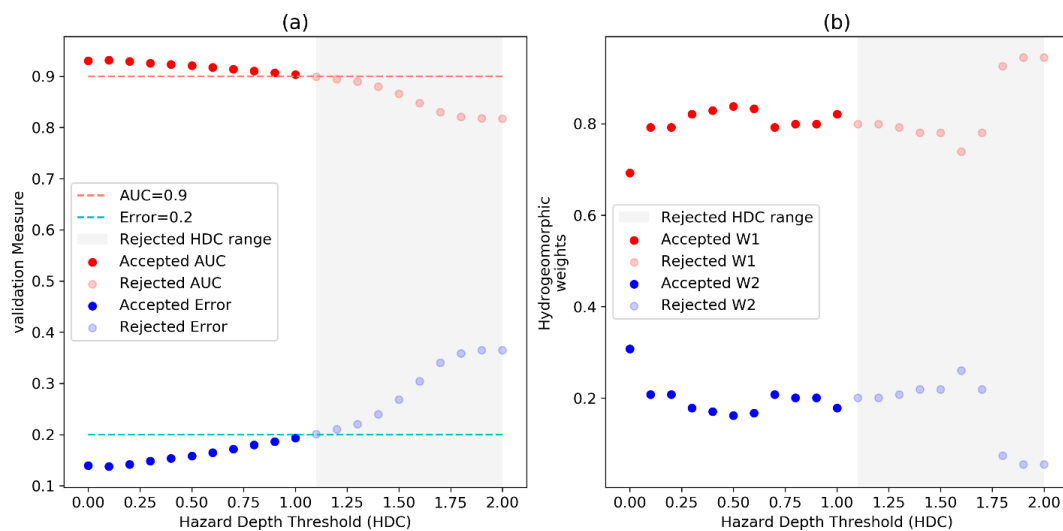 (a)
validation Measure
0.9
0.8
0.7
0.6
0.5
0.4
0.3
0.2
0.1
AUC=0.9
Error=0.2
Rejected HDC range
Accepted AUC
Rejected AUC
Accepted Error
Rejected Error
0.00 0.25 0.50 0.75 1.00 1.25 1.50 1.75 2.00
Hazard Depth Threshold (HDC)
(b)
Hydrogeomorphic
weights
0.8
0.6
0.4
0.2
Rejected HDC range
Accepted W1
Rejected W1
Accepted W2
Rejected W2
0.00 0.25 0.50 0.75 1.00 1.25 1.50 1.75 2.00
Hazard Depth Threshold (HDC)